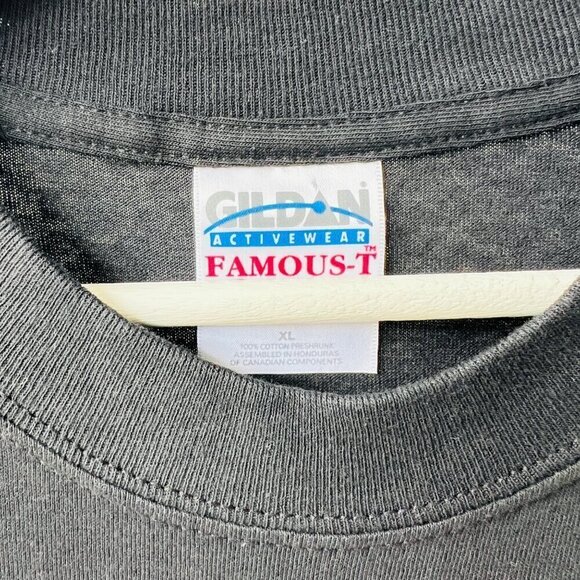 GILDAN
ACTIVEWEAR
FAMOUS-T™
XL
100% COTTON PRESHRUNK
ASSEMBLED IN HONDURAS
OF CANADIAN COMPONENTS